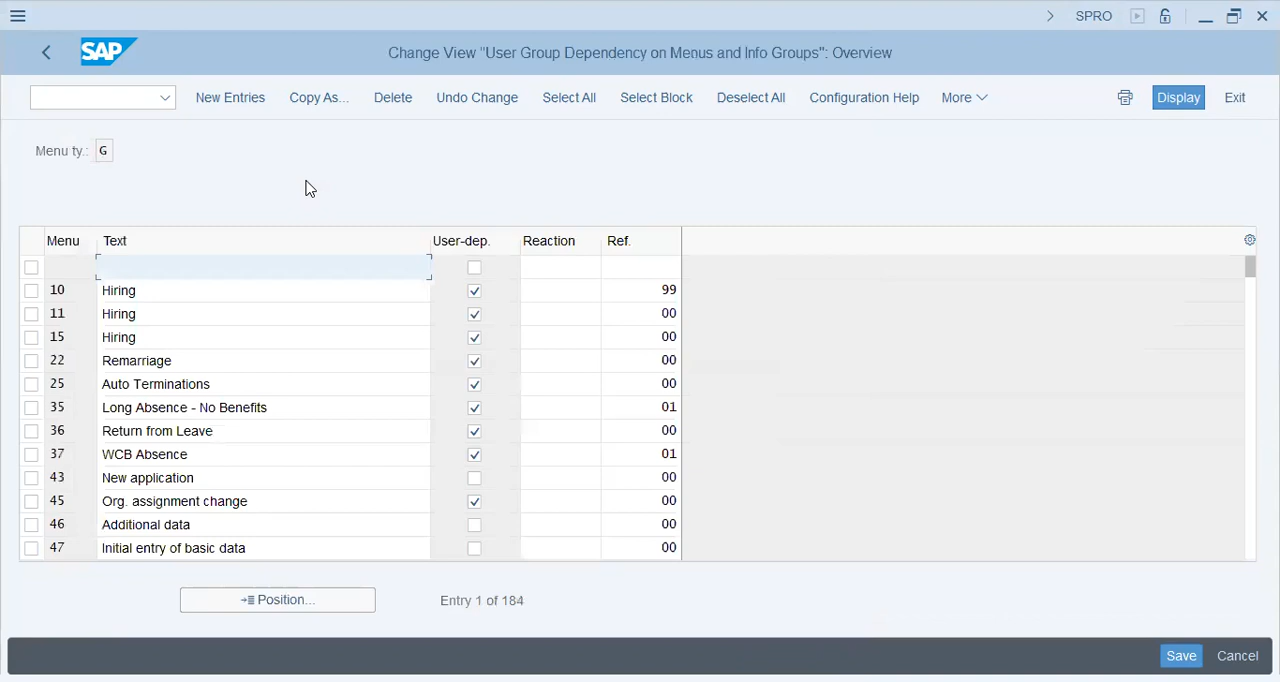 SPRO
SAP Change View "User Group Dependency on Menus and Info Groups": Overview
New Entries Copy As... Delete Undo Change Select All Select Block Deselect All Configuration Help More Display Exit
Menu ty.: G
Menu Text User-dep. Reaction Ref.
10 Hiring 99
11 Hiring 00
15 Hiring 00
22 Remarriage 00
25 Auto Terminations 00
35 Long Absence - No Benefits 01
36 Return from Leave 00
37 WCB Absence 01
43 New application 00
45 Org. assignment change 00
46 Additional data 00
47 Initial entry of basic data 00
Position... Entry 1 of 184
Save Cancel